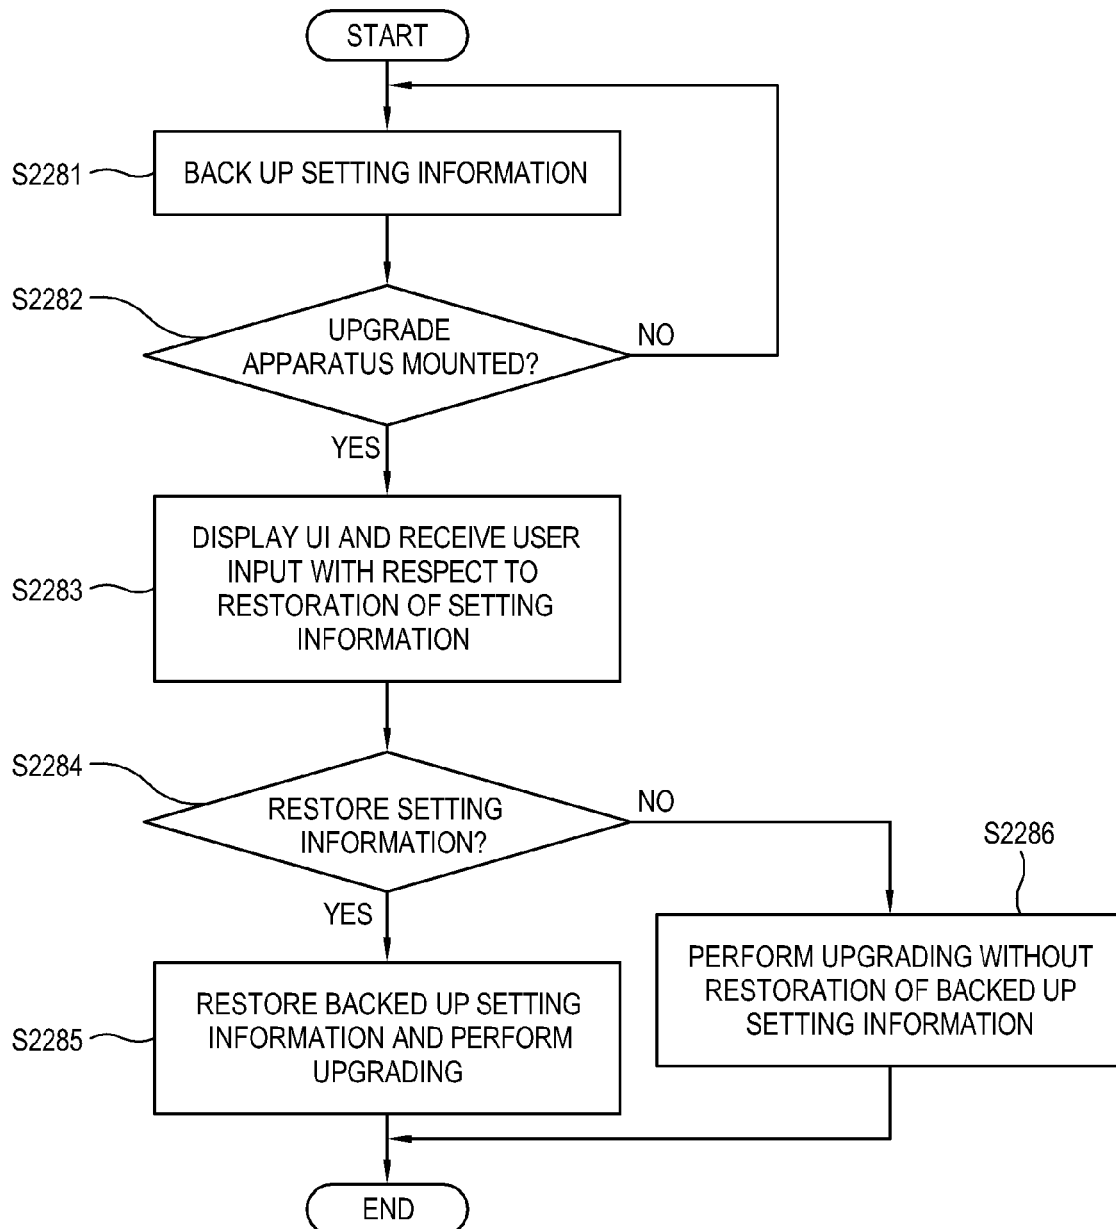 START
S2281
BACK UP SETTING INFORMATION
S2282
UPGRADE
APPARATUS MOUNTED?
NO
YES
S2283
DISPLAY UI AND RECEIVE USER
INPUT WITH RESPECT TO
RESTORATION OF SETTING
INFORMATION
S2284
RESTORE SETTING
INFORMATION?
NO
YES
S2286
PERFORM UPGRADING WITHOUT
RESTORATION OF BACKED UP
SETTING INFORMATION
S2285
RESTORE BACKED UP SETTING
INFORMATION AND PERFORM
UPGRADING
END